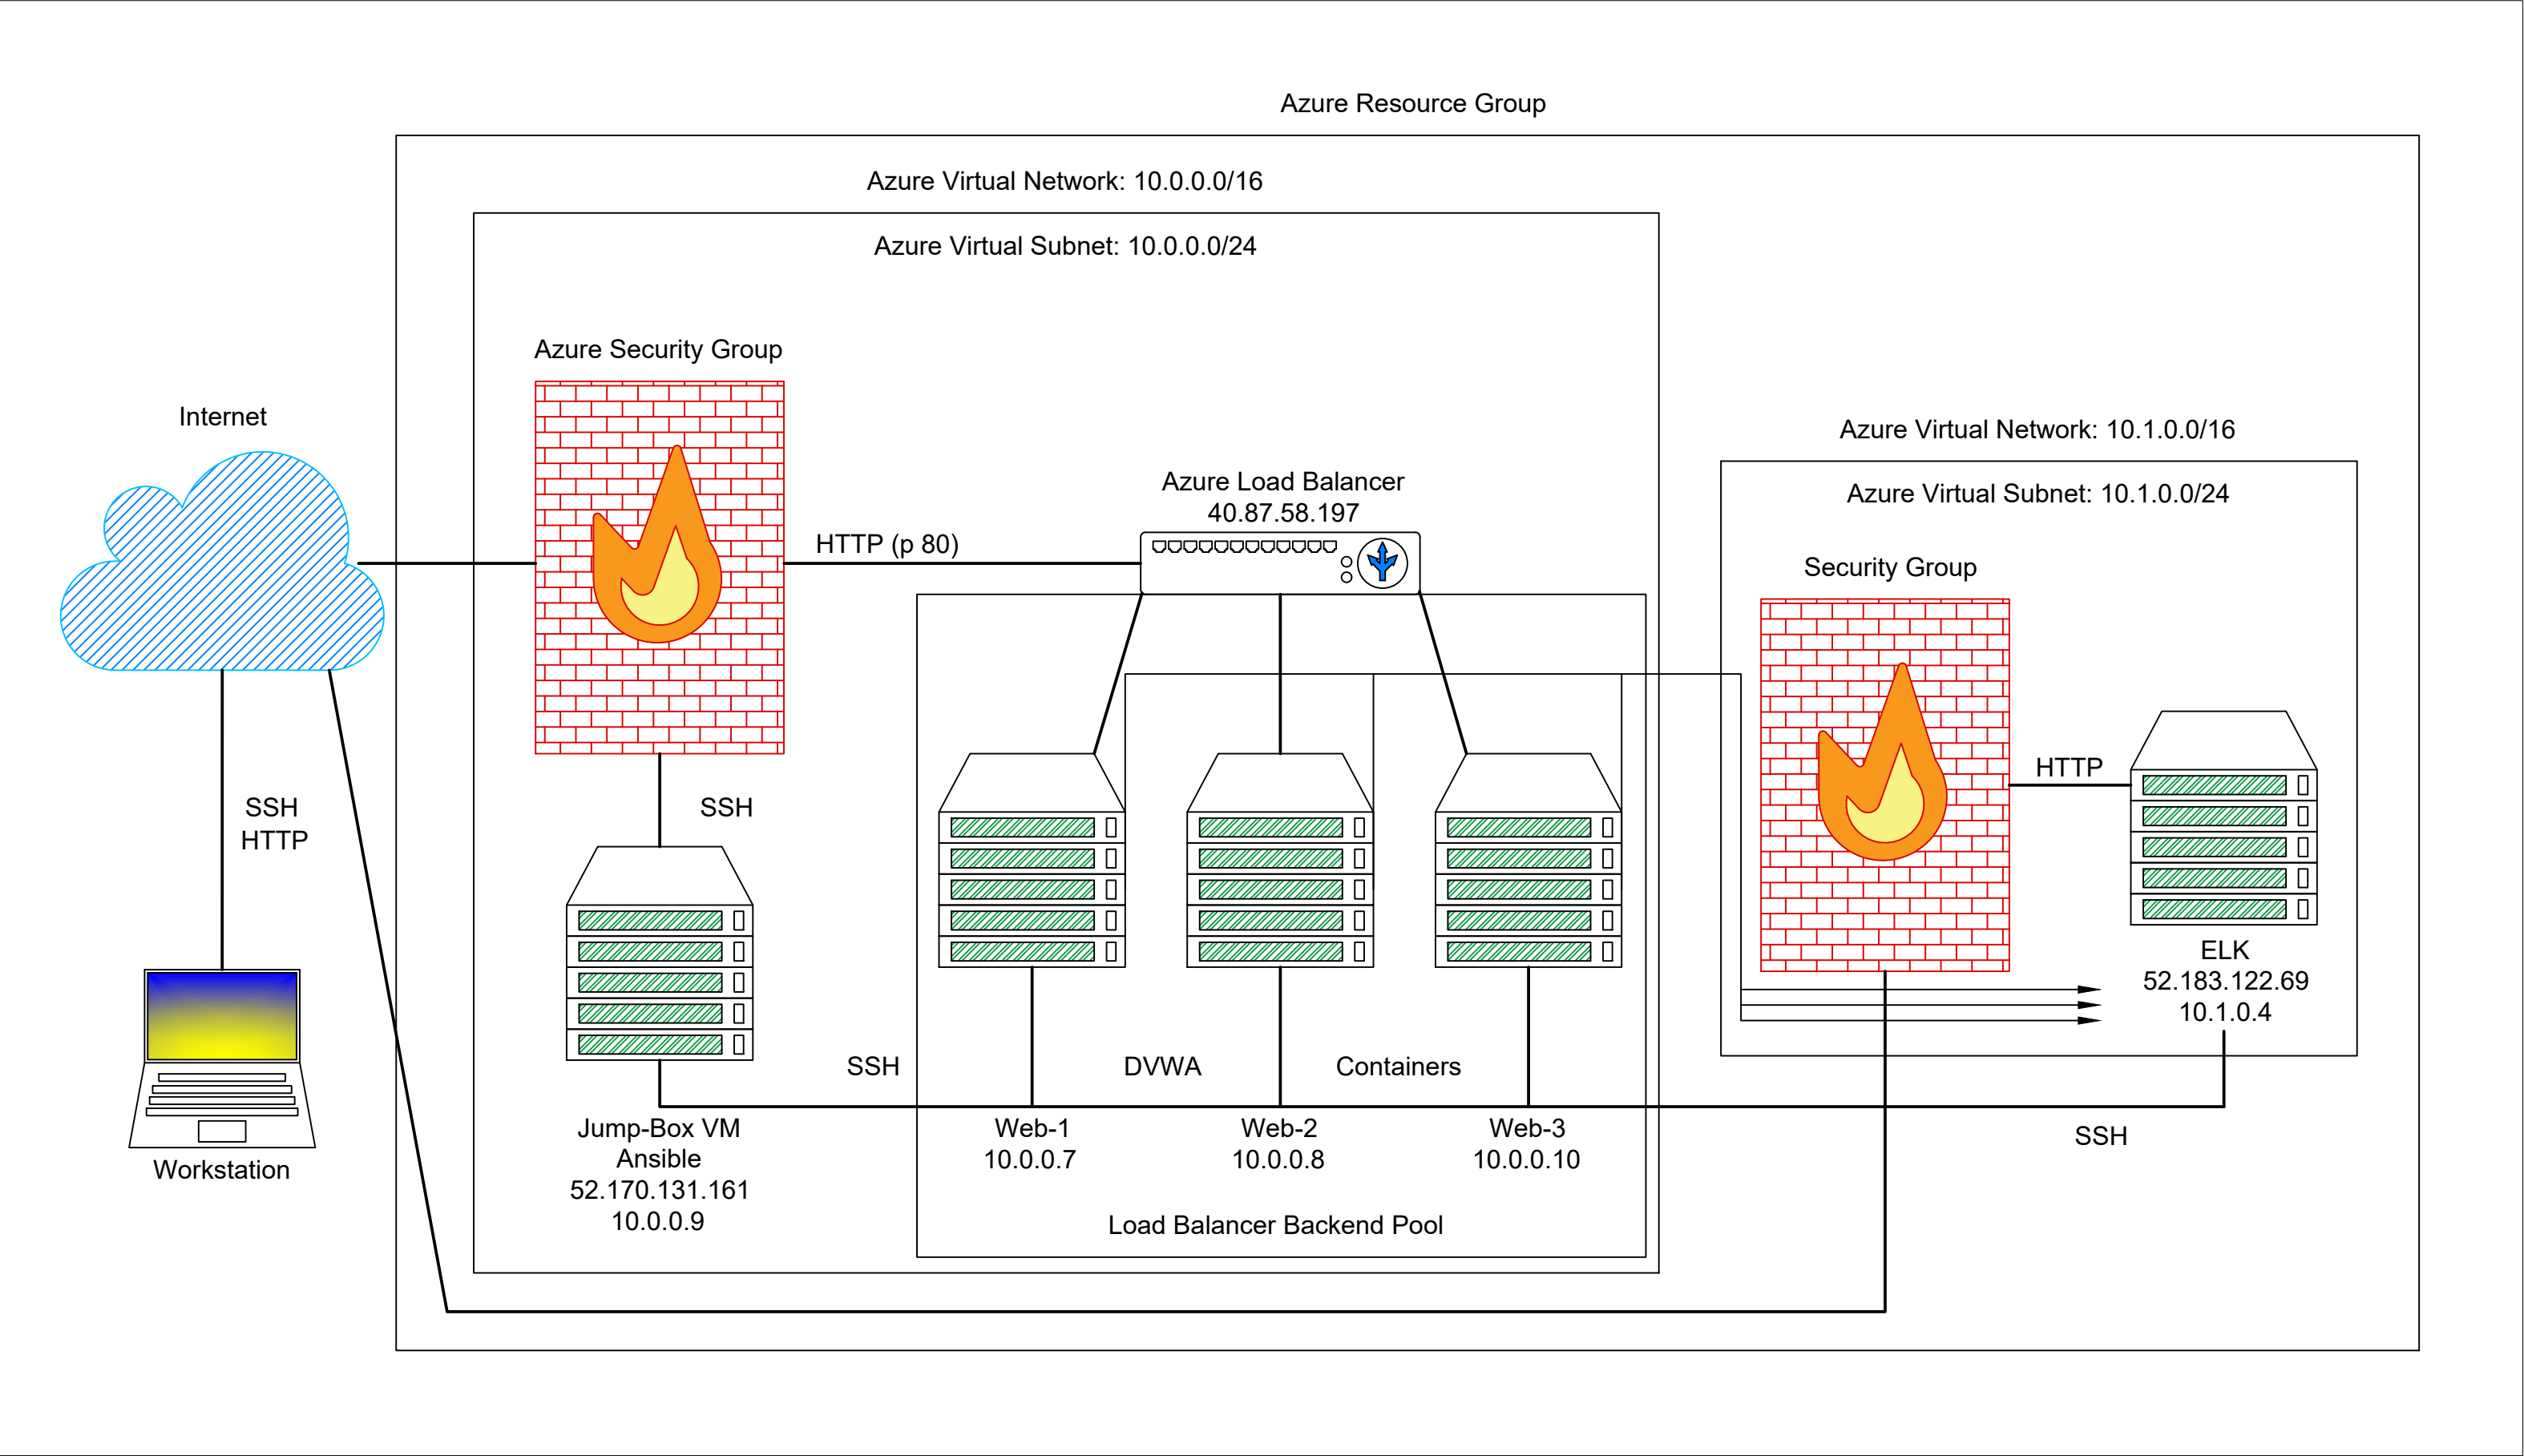 Azure Resource Group
Azure Virtual Network: 10.0.0.0/16
Azure Virtual Subnet: 10.0.0.0/24
Azure Security Group
Internet
Azure Virtual Network: 10.1.0.0/16
Azure Load Balancer
40.87.58.197
Azure Virtual Subnet: 10.1.0.0/24
HTTP (p 80)
Security Group
HTTP
SSH
HTTP
SSH
ELK
52.183.122.69
10.1.0.4
SSH
DVWA
Containers
Jump-Box VM
Ansible
52.170.131.161
10.0.0.9
Web-1
10.0.0.7
Web-2
10.0.0.8
Web-3
10.0.0.10
SSH
Workstation
Load Balancer Backend Pool